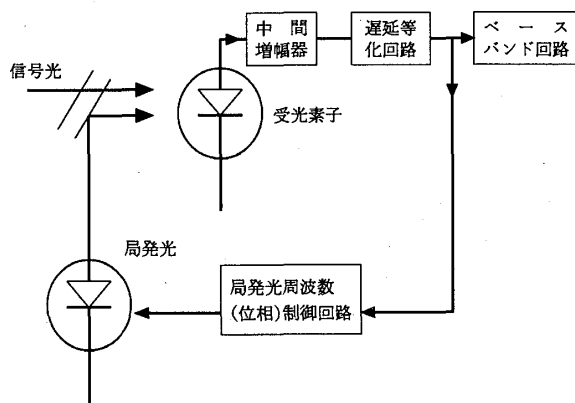 中間
増幅器
遅延等
化回路
ベース
バンド回路
信号光
受光素子
局発光
局発光周波数
(位相)制御回路